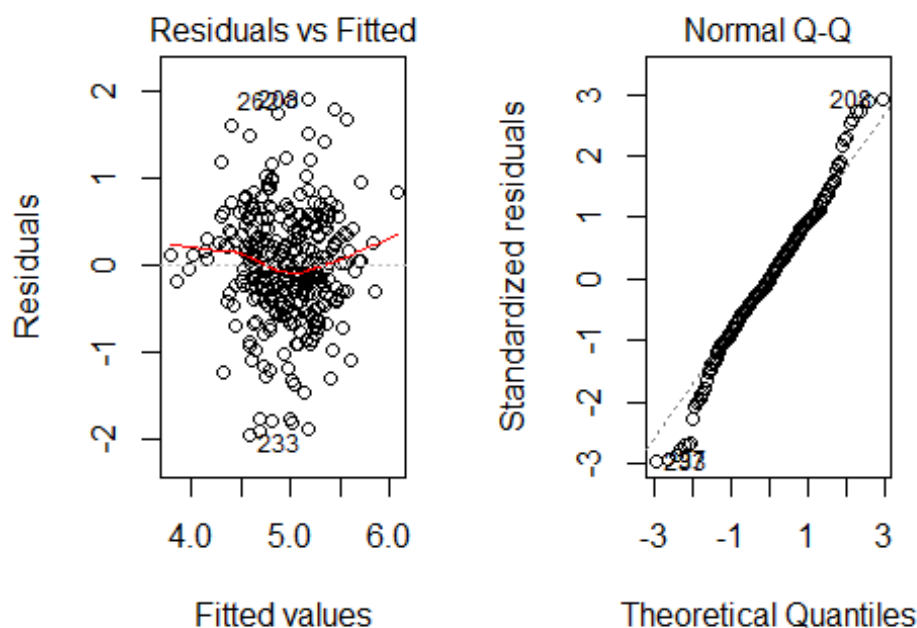 Residuals vs Fitted
Residuals
2
1
0
-1
-2
233
4.0 5.0 6.0
Fitted values
Normal Q-Q
Standardized residuals
3
2
1
0
-1
-2
-3
-3 -1 1 3
Theoretical Quantiles